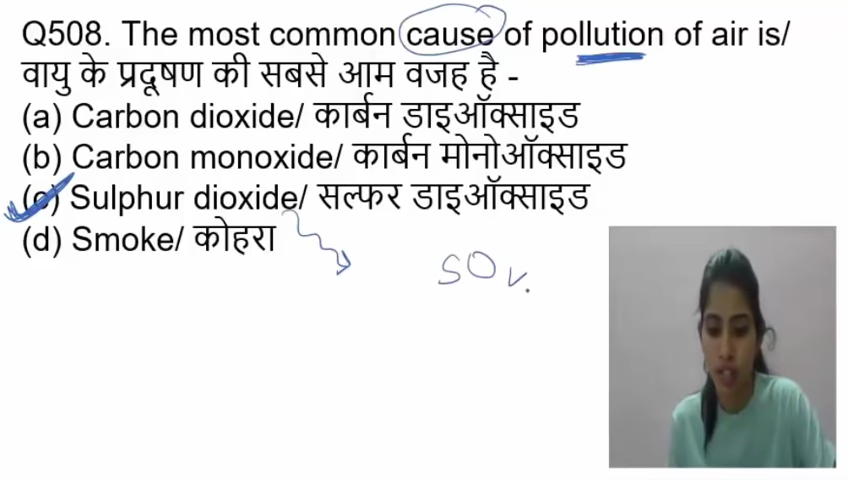 Q508. The most common cause of pollution of air is/
वायु के प्रदूषण की सबसे आम वजह है -
(a) Carbon dioxide/ कार्बन डाइऑक्साइड
(b) Carbon monoxide/ कार्बन मोनोऑक्साइड
(c) Sulphur dioxide/ सल्फर डाइऑक्साइड
(d) Smoke/ कोहरा
SO